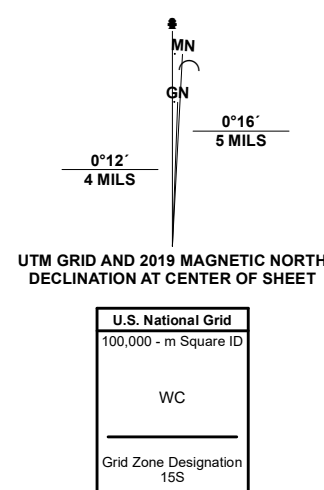 MN
GN
0°16´
5 MILS
0°12´
4 MILS
UTM GRID AND 2019 MAGNETIC NORTH
DECLINATION AT CENTER OF SHEET
U.S. National Grid
100,000 - m Square ID
WC
Grid Zone Designation
15S